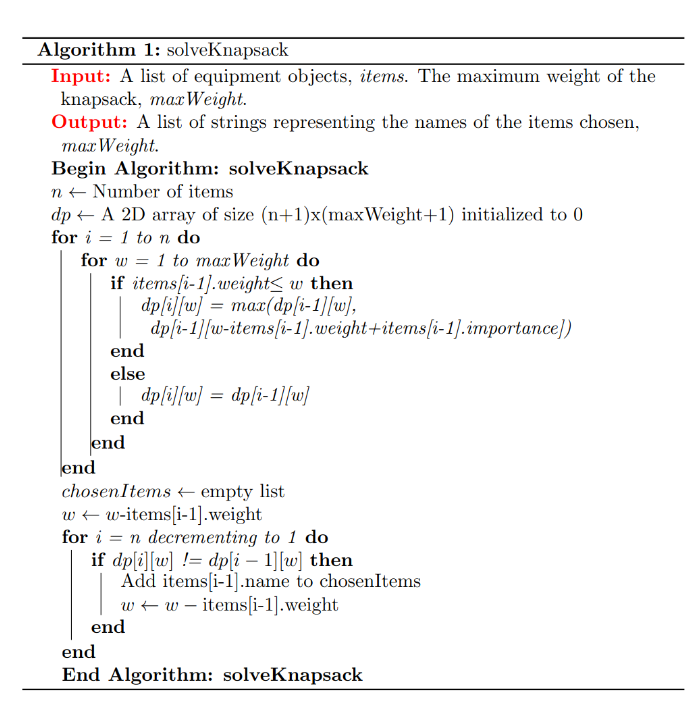 Algorithm 1: solveKnapsack
Input: A list of equipment objects, items. The maximum weight of the
knapsack, maxWeight.
Output: A list of strings representing the names of the items chosen,
maxWeight.
Begin Algorithm: solveKnapsack
n ← Number of items
dp ← A 2D array of size (n+1)x(maxWeight+1) initialized to 0
for i = 1 to n do
for w = 1 to maxWeight do
if items[i-1].weight≤ w then
dp[i][w] = max(dp[i-1][w],
dp[i-1][w-items[i-1].weight+items[i-1].importance])
end
else
dp[i][w] = dp[i-1][w]
end
end
end
chosenItems ← empty list
w ← w-items[i-1].weight
for i = n decrementing to 1 do
if dp[i][w] != dp[i − 1][w] then
Add items[i-1].name to chosenItems
w ← w − items[i-1].weight
end
end
End Algorithm: solveKnapsack